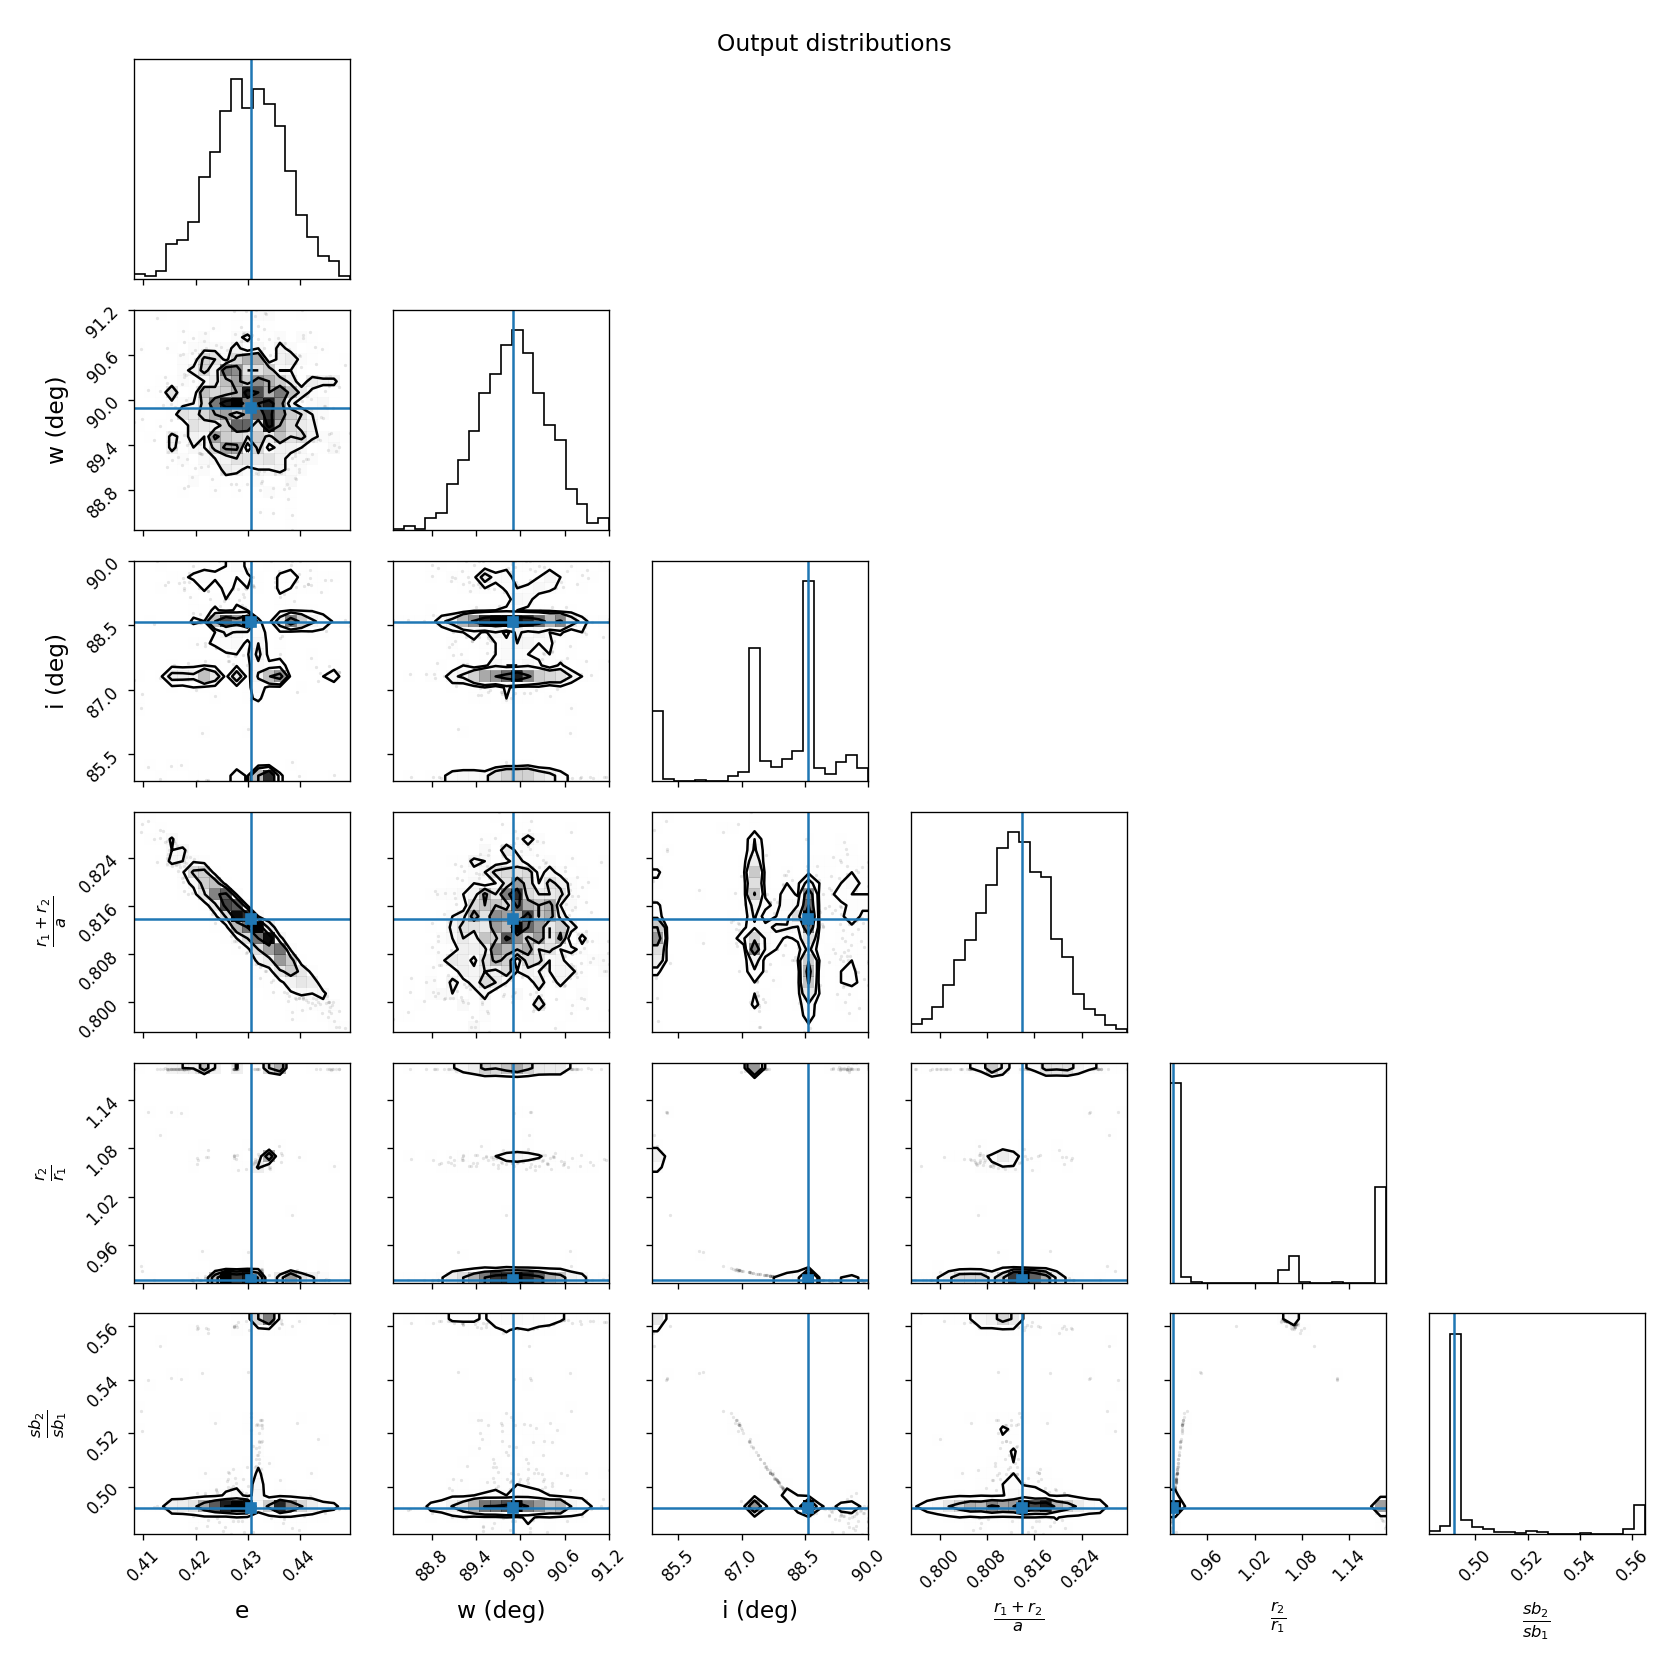 Output distributions
w (deg)
91.2
90.6
90.0
89.4
88.8
i (deg)
90.0
88.5
87.0
85.5
r₁ + r₂
a
0.824
0.816
0.808
0.800
r₂
r₁
1.14
1.08
1.02
0.96
sb₂
sb₁
0.56
0.54
0.52
0.50
0.41 0.42 0.43 0.44 88.8 89.4 90.0 90.6 91.2 85.5 87.0 88.5 90.0 0.800 0.808 0.816 0.824 0.96 1.02 1.08 1.14 0.50 0.52 0.54 0.56
e w (deg) i (deg)
r₁ + r₂
a
r₂
r₁
sb₂
sb₁